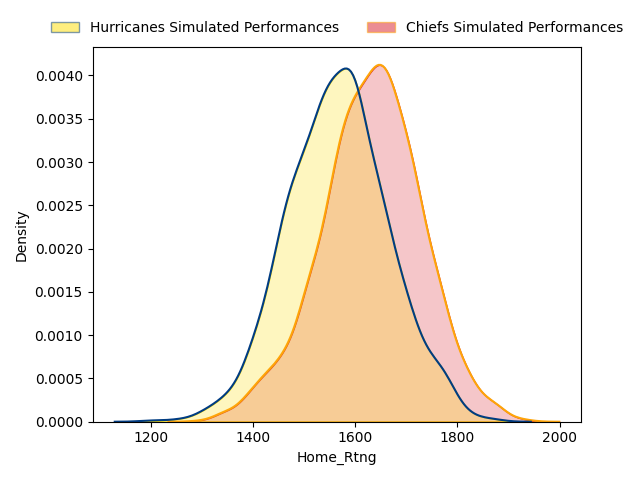 Hurricanes Simulated Performances Chiefs Simulated Performances
0.0040
0.0035
0.0030
0.0025
0.0020
0.0015
0.0010
0.0005
0.0000
Density
1200 1400 1600 1800 2000
Home_Rtng